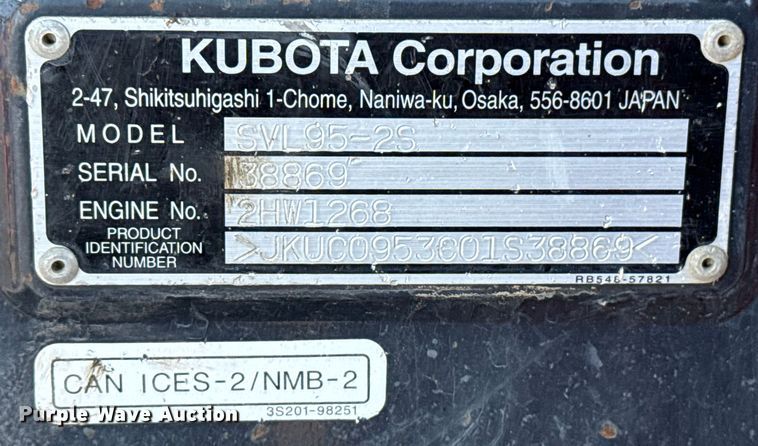 KUBOTA Corporation
2-47, Shikitsuhigashi 1-Chome, Naniwa-ku, Osaka, 556-8601 JAPAN
MODEL SVL95-2S
SERIAL No. 38869
ENGINE No. 2HW1268
PRODUCT
IDENTIFICATION
NUMBER >JKUC0953C01S38869<
RB546-57821
CAN ICES-2/NMB-2
3S201-98251
Purple Wave Auction